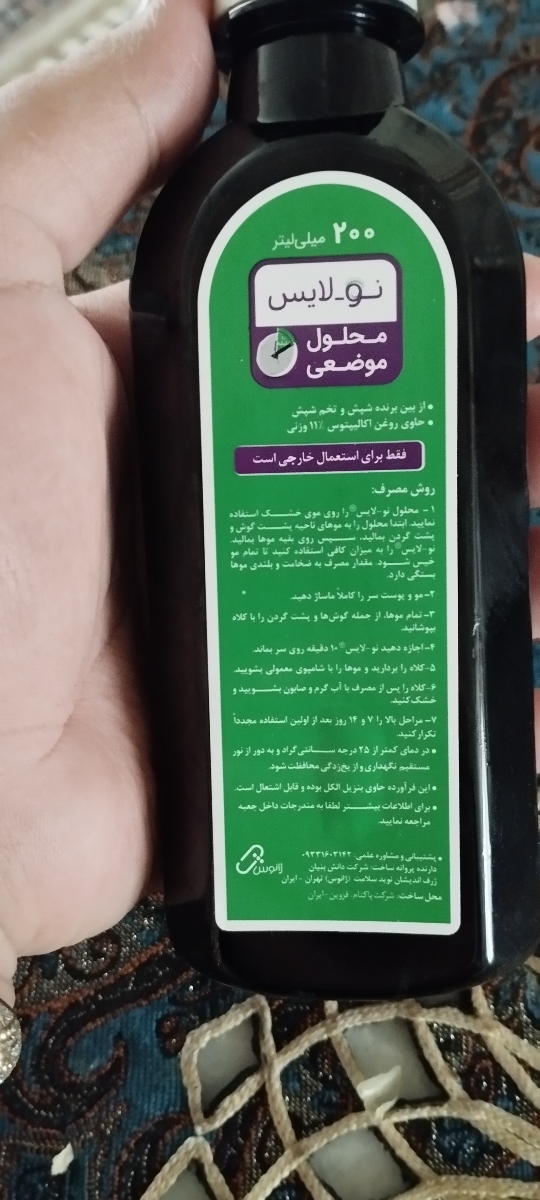 ۲۰۰ میلی‌لیتر
نو-لایس
محلول
موضعی
• از بین برنده شپش و تخم شپش
• حاوی روغن اکالیپتوس ۱۱٪ وزنی
فقط برای استعمال خارجی است
روش مصرف:
۱- محلول نو-لایس® را روی موی خشک استفاده
نمایید. ابتدا محلول را به موهای ناحیه پشت گوش و
پشت گردن بمالید، سپس روی بقیه موها بمالید.
نو-لایس® را به میزان کافی استفاده کنید تا تمام مو
خیس شود. مقدار مصرف به ضخامت و بلندی موها
بستگی دارد.
۲-مو و پوست سر را کاملاً ماساژ دهید.
۳-تمام موها، از جمله گوش‌ها و پشت گردن را با کلاه
بپوشانید.
۴-اجازه دهید نو-لایس® ۱۰ دقیقه روی سر بماند.
۵-کلاه را بردارید و موها را با شامپوی معمولی بشویید.
۶-کلاه را پس از مصرف با آب گرم و صابون بشویید و
خشک کنید.
۷- مراحل بالا را ۷ و ۱۴ روز بعد از اولین استفاده مجدداً
تکرار کنید.
• در دمای کمتر از ۲۵ درجه سانتی‌گراد و به دور از نور
مستقیم نگهداری و از یخ‌زدگی محافظت شود.
• این فرآورده حاوی بنزیل الکل بوده و قابل اشتعال است.
• برای اطلاعات بیشتر لطفا به مندرجات داخل جعبه
مراجعه نمایید.
• پشتیبانی و مشاوره علمی: ۰۹۳۳۱۶۰۳۱۴۲
دارنده پروانه ساخت: شرکت دانش بنیان
ژرف اندیشان نوید سلامت (ژانوس) تهران - ایران
محل ساخت: شرکت پاکنام، قزوین -ایران
ژانوس